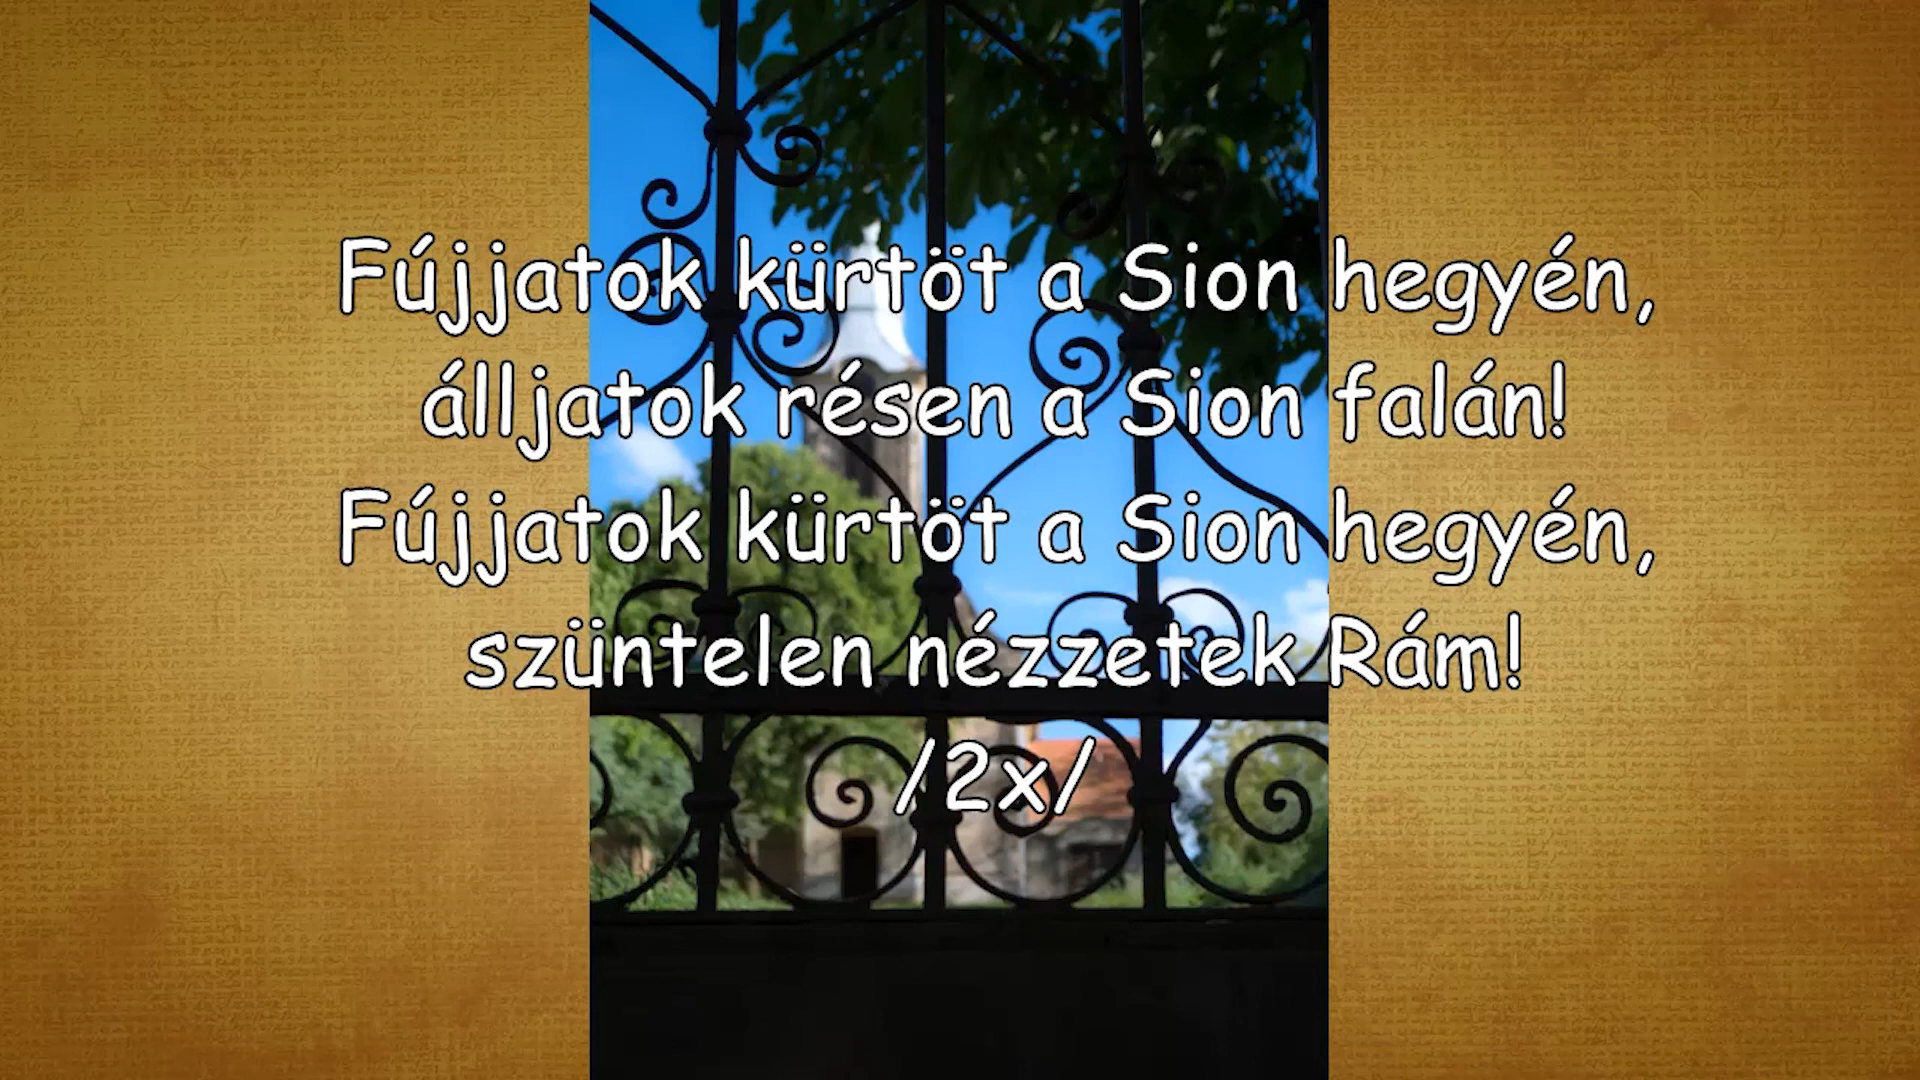 Fújjatok kürtöt a Sion hegyén,
álljatok résen a Sion falán!
Fújjatok kürtöt a Sion hegyén,
szüntelen nézzetek Rám!
/2x/